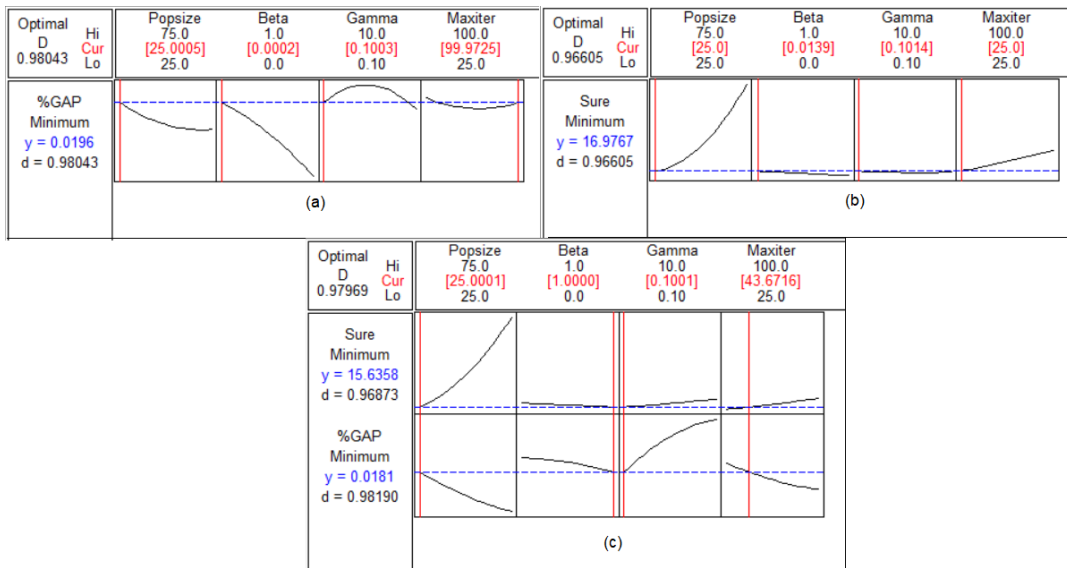 Optimal
D
0.98043
Hi
Cur
Lo
Popsize
75.0
[25.0005]
25.0
Beta
1.0
[0.0002]
0.0
Gamma
10.0
[0.1003]
0.10
Maxiter
100.0
[99.9725]
25.0
%GAP
Minimum
y = 0.0196
d = 0.98043
(a)
Optimal
D
0.96605
Hi
Cur
Lo
Popsize
75.0
[25.0]
25.0
Beta
1.0
[0.0139]
0.0
Gamma
10.0
[0.1014]
0.10
Maxiter
100.0
[25.0]
25.0
Sure
Minimum
y = 16.9767
d = 0.96605
(b)
Optimal
D
0.97969
Hi
Cur
Lo
Popsize
75.0
[25.0001]
25.0
Beta
1.0
[1.0000]
0.0
Gamma
10.0
[0.1001]
0.10
Maxiter
100.0
[43.6716]
25.0
Sure
Minimum
y = 15.6358
d = 0.96873
%GAP
Minimum
y = 0.0181
d = 0.98190
(c)